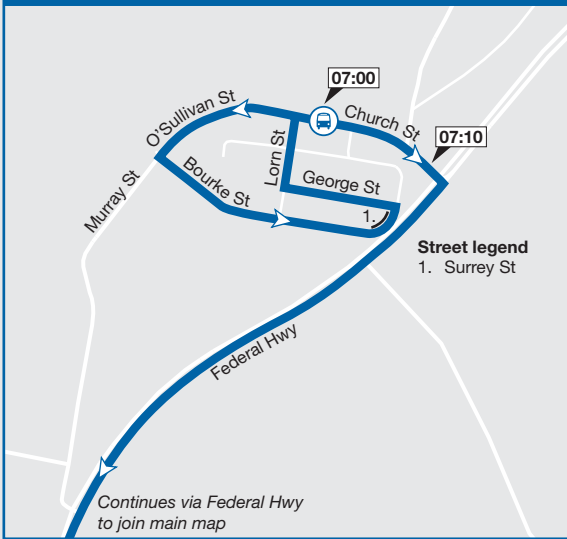 07:00
O'Sullivan St
Church St
07:10
Lorn St
George St
Bourke St
Murray St
1.
Street legend
1. Surrey St
Federal Hwy
Continues via Federal Hwy
to join main map